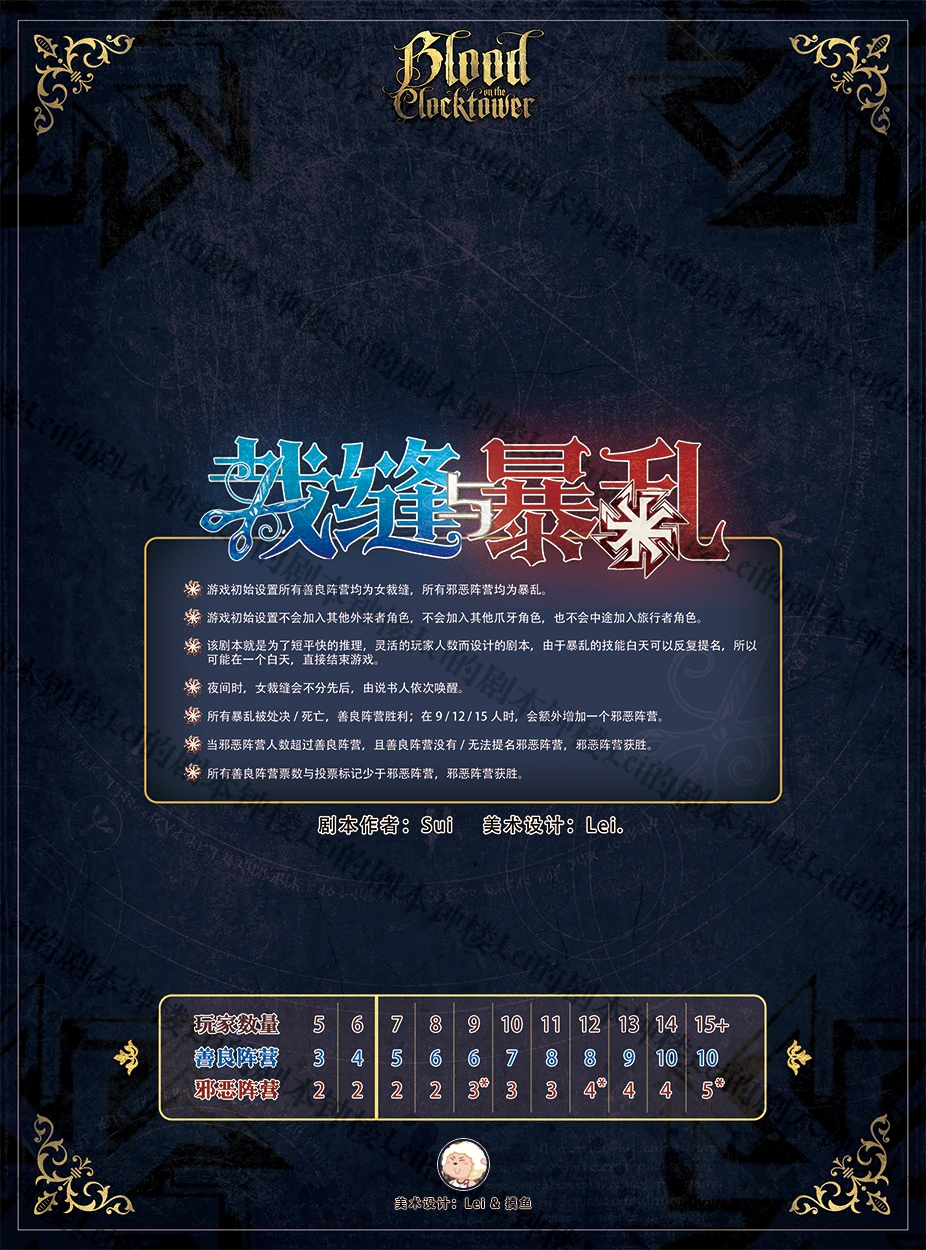 Blood
on the
Clocktower
裁缝与暴乱
游戏初始设置所有善良阵营均为女裁缝，所有邪恶阵营均为暴乱。
游戏初始设置不会加入其他外来者角色，不会加入其他爪牙角色，也不会中途加入旅行者角色。
该剧本就是为了短平快的推理，灵活的玩家人数而设计的剧本，由于暴乱的技能白天可以反复提名，所以
可能在一个白天，直接结束游戏。
夜间时，女裁缝会不分先后，由说书人依次唤醒。
所有暴乱被处决 / 死亡，善良阵营胜利；在 9 / 12 / 15 人时，会额外增加一个邪恶阵营。
当邪恶阵营人数超过善良阵营，且善良阵营没有 / 无法提名邪恶阵营，邪恶阵营获胜。
所有善良阵营票数与投票标记少于邪恶阵营，邪恶阵营获胜。
剧本作者：Sui 美术设计：Lei.
玩家数量 5 6 7 8 9 10 11 12 13 14 15+
善良阵营 3 4 5 6 6 7 8 8 9 10 10
邪恶阵营 2 2 2 2 3* 3 3 4* 4 4 5*
美术设计：Lei & 摸鱼
Lei的剧本钟楼